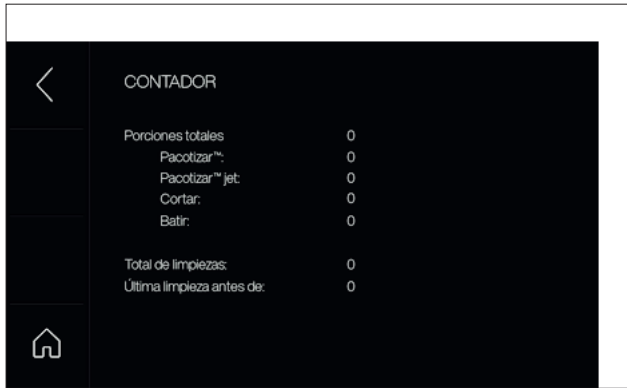 CONTADOR
Porciones totales 0
Pacotizar™: 0
Pacotizar™ jet: 0
Cortar: 0
Batir: 0
Total de limpiezas: 0
Última limpieza antes de: 0